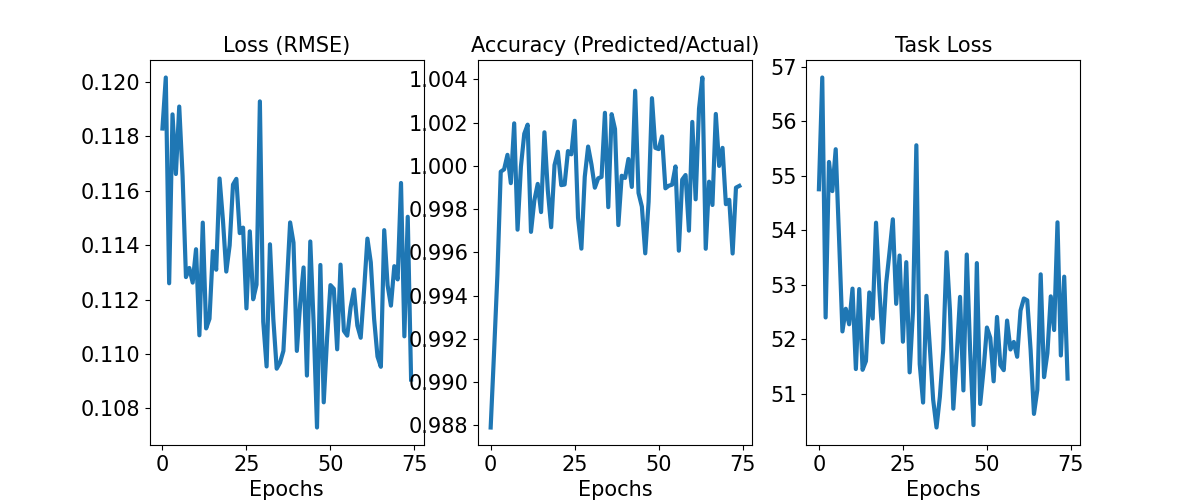 Loss (RMSE)
0.120
0.118
0.116
0.114
0.112
0.110
0.108
0 25 50 75
Epochs
Accuracy (Predicted/Actual)
1.004
1.002
1.000
0.998
0.996
0.994
0.992
0.990
0.988
0 25 50 75
Epochs
Task Loss
57
56
55
54
53
52
51
0 25 50 75
Epochs